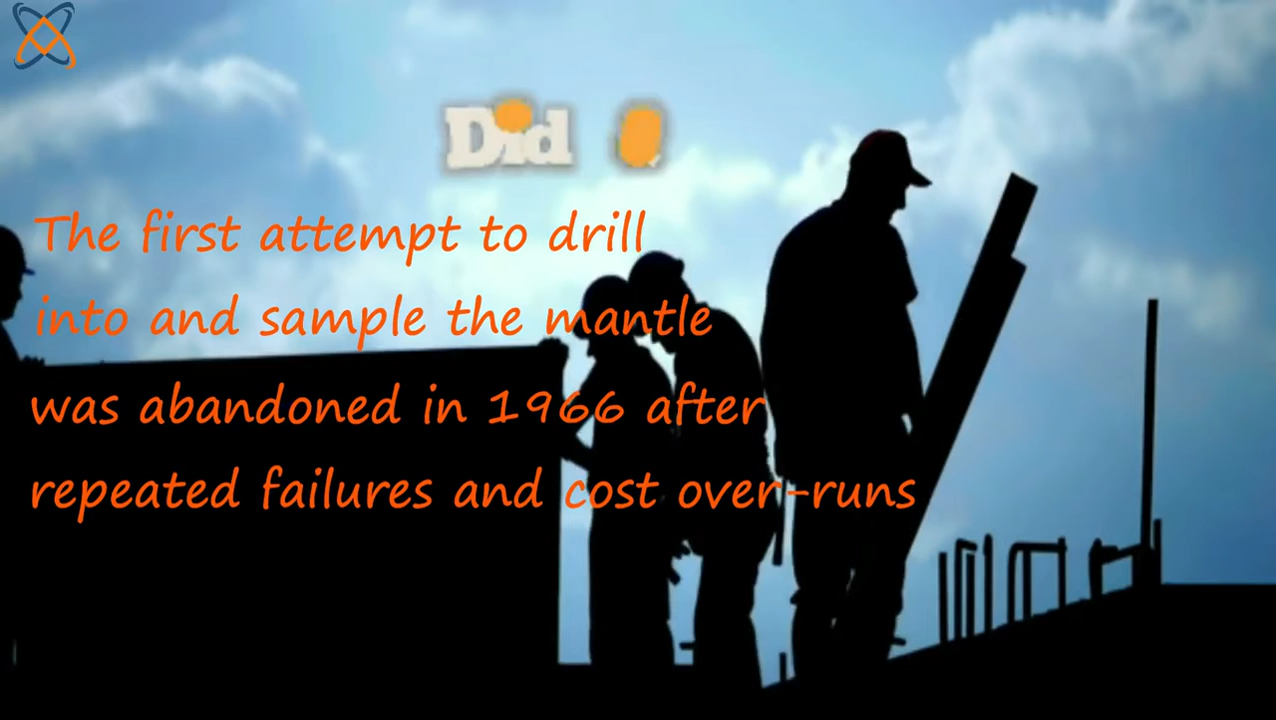 Did
The first attempt to drill
into and sample the mantle
was abandoned in 1966 after
repeated failures and cost over-runs